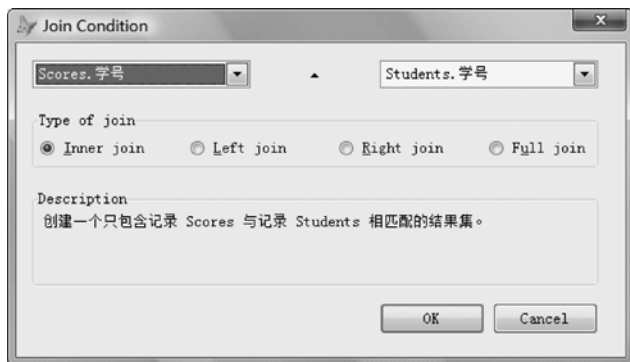 Join Condition
Scores.学号 Students.学号
Type of join
Inner join Left join Right join Full join
Description
创建一个只包含记录 Scores 与记录 Students 相匹配的结果集。
OK Cancel